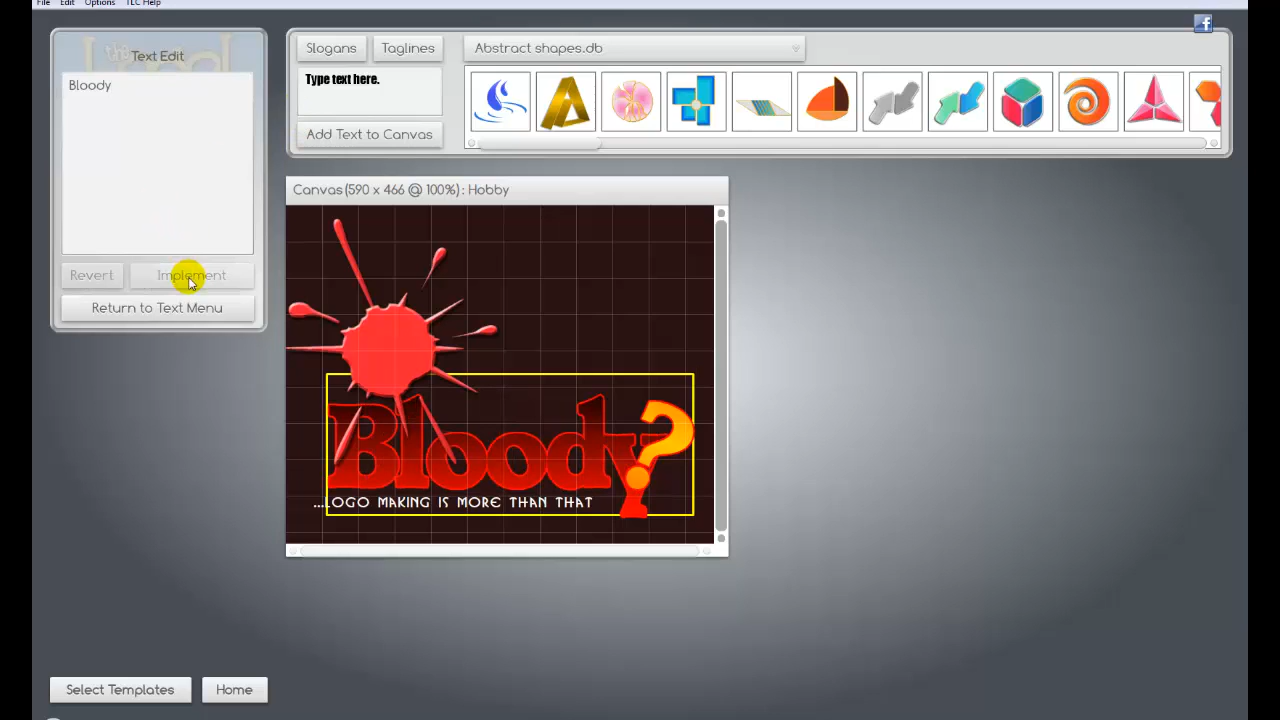 File Edit Options TLC Help
Text Edit
Bloody
Revert Implement
Return to Text Menu
Slogans Taglines
Type text here.
Add Text to Canvas
Abstract shapes.db
f
Canvas (590 x 466 @ 100%) : Hobby
Bloody?
...LOGO MAKING IS MORE THAN THAT
Select Templates Home